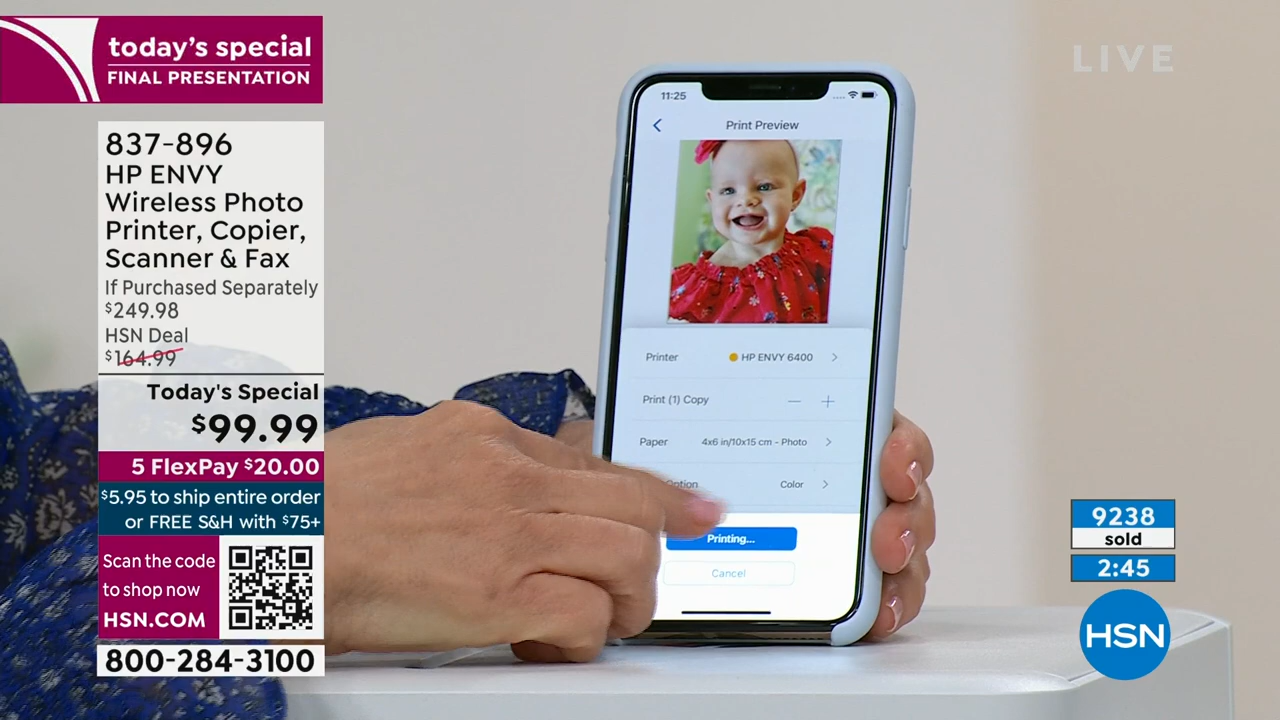 today's special
FINAL PRESENTATION
LIVE
837-896
HP ENVY
Wireless Photo
Printer, Copier,
Scanner & Fax
If Purchased Separately
$249.98
HSN Deal
$164.99
Today's Special
$99.99
5 FlexPay $20.00
$5.95 to ship entire order
or FREE S&H with $75+
Scan the code
to shop now
HSN.COM
800-284-3100
11:25
Print Preview
Printer HP ENVY 6400
Print (1) Copy
Paper 4x6 in/10x15 cm - Photo
Option Color
Printing...
Cancel
9238
sold
2:45
HSN